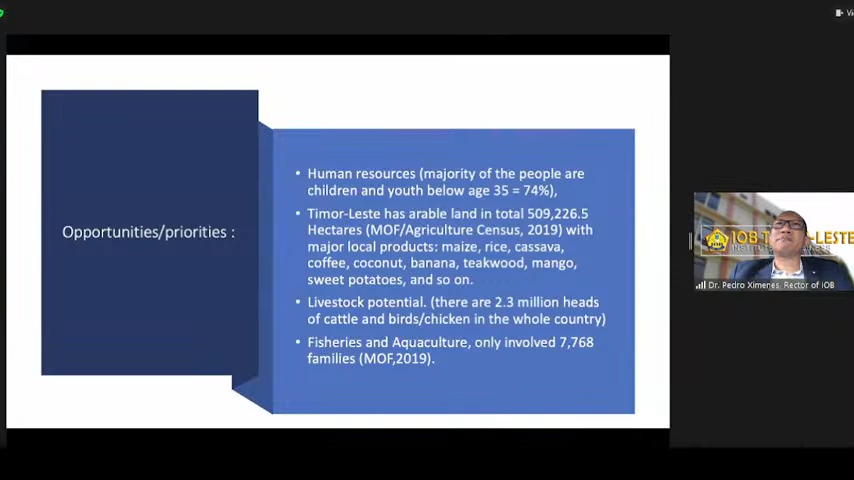 Vi
Opportunities/priorities :
• Human resources (majority of the people are
children and youth below age 35 = 74%),
• Timor-Leste has arable land in total 509,226.5
Hectares (MOF/Agriculture Census, 2019) with
major local products: maize, rice, cassava,
coffee, coconut, banana, teakwood, mango,
sweet potatoes, and so on.
• Livestock potential. (there are 2.3 million heads
of cattle and birds/chicken in the whole country)
• Fisheries and Aquaculture, only involved 7,768
families (MOF,2019).
IOB T R-LESTE
Dr. Pedro Ximenes. Rector of IOB